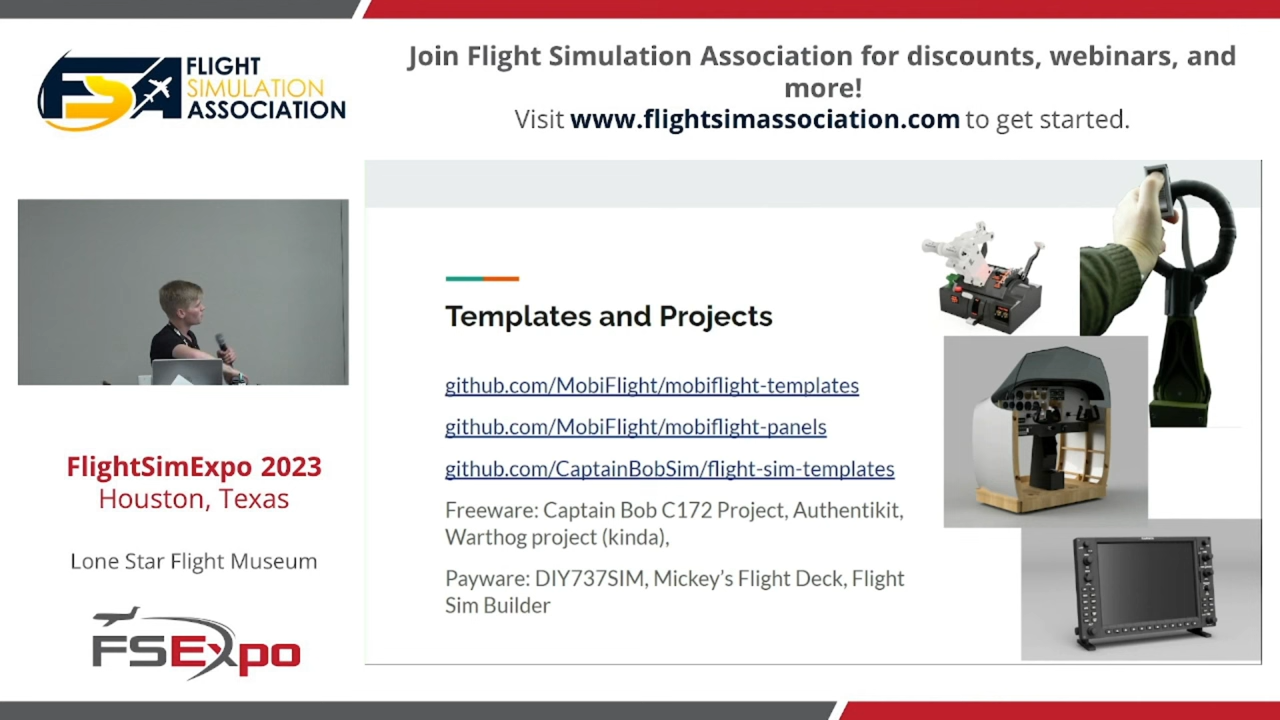 FLIGHT
SIMULATION
ASSOCIATION
Join Flight Simulation Association for discounts, webinars, and
more!
Visit www.flightsimassociation.com to get started.
Templates and Projects
github.com/MobiFlight/mobiflight-templates
github.com/MobiFlight/mobiflight-panels
github.com/CaptainBobSim/flight-sim-templates
Freeware: Captain Bob C172 Project, Authentikit,
Warthog project (kinda),
Payware: DIY737SIM, Mickey's Flight Deck, Flight
Sim Builder
FlightSimExpo 2023
Houston, Texas
Lone Star Flight Museum
FSExpo